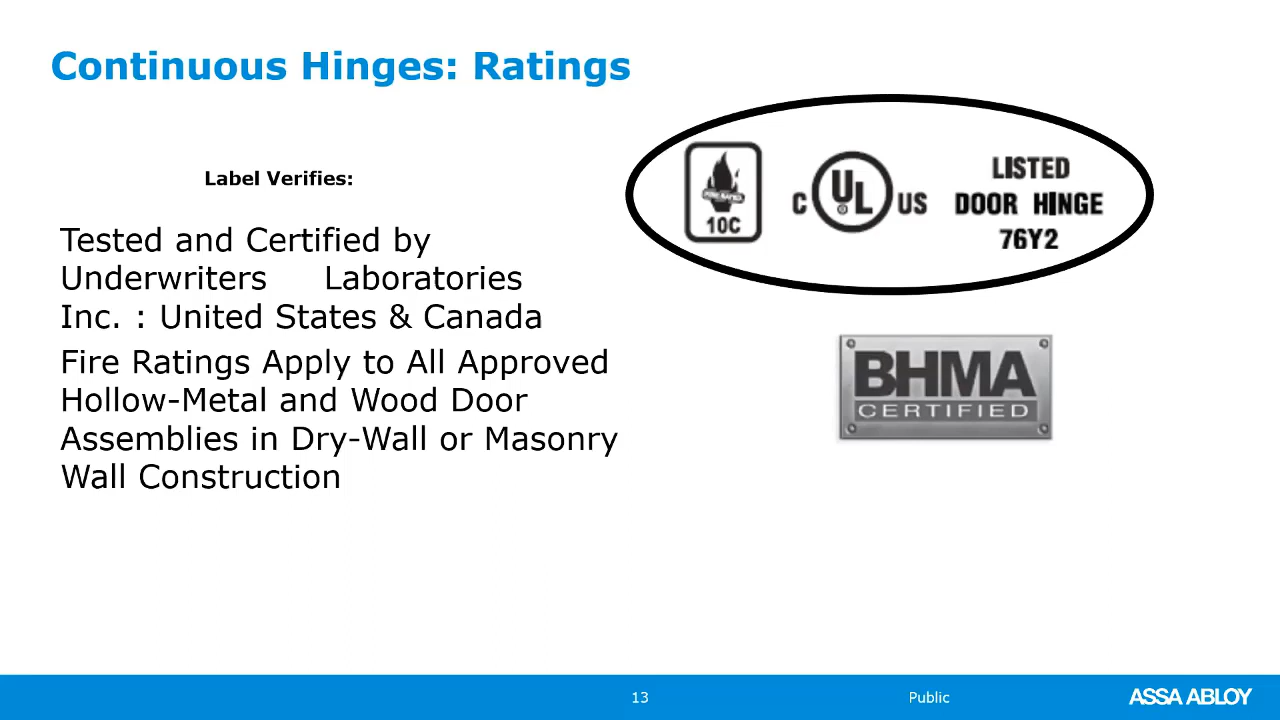 Continuous Hinges: Ratings
Label Verifies:
Tested and Certified by
Underwriters Laboratories
Inc. : United States & Canada
Fire Ratings Apply to All Approved
Hollow-Metal and Wood Door
Assemblies in Dry-Wall or Masonry
Wall Construction
10C
C UL US
®
LISTED
DOOR HINGE
76Y2
BHMA
CERTIFIED
13
Public
ASSA ABLOY